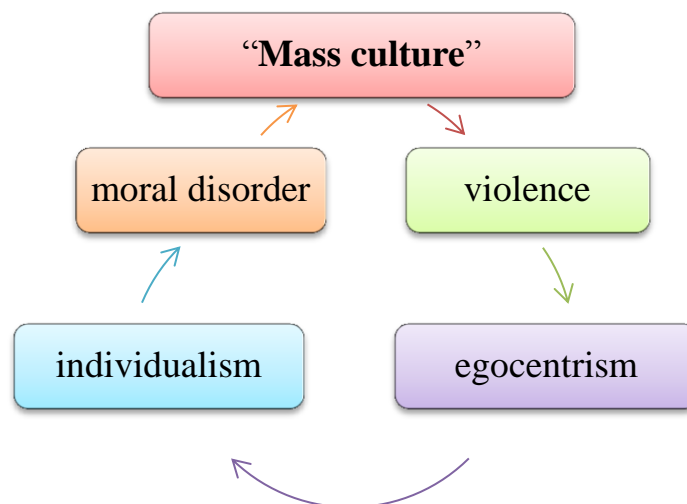 “Mass culture”
moral disorder
violence
individualism
egocentrism